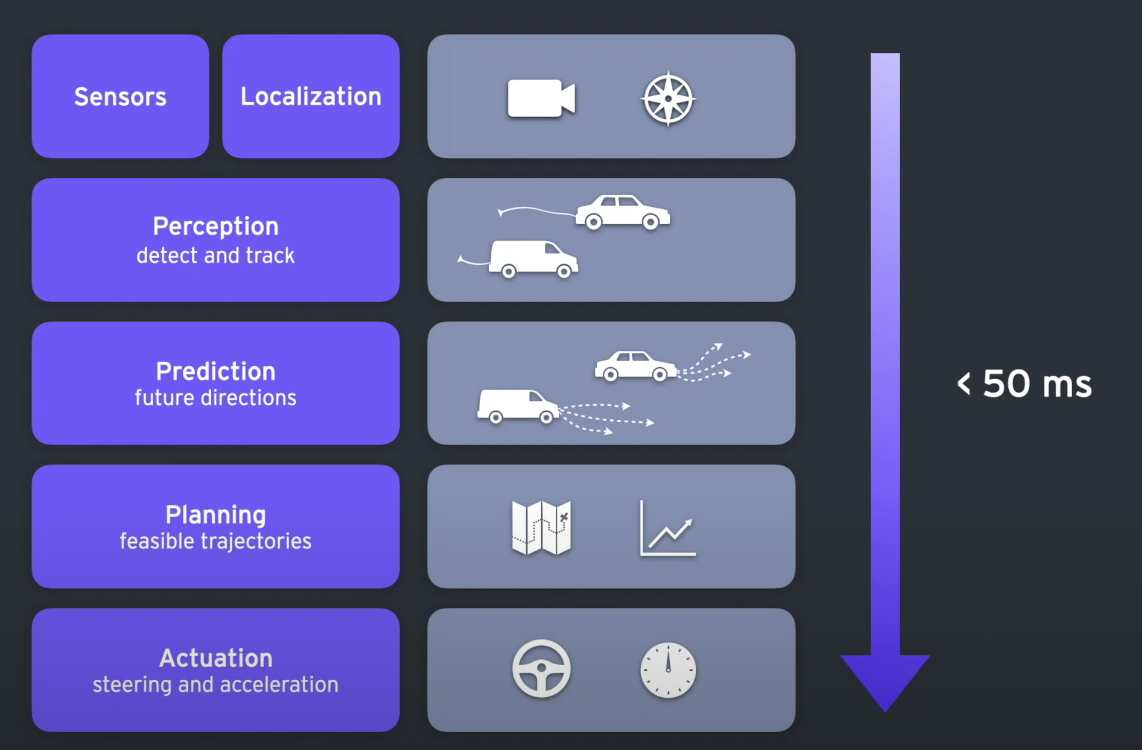 Sensors
Localization
Perception
detect and track
Prediction
future directions
Planning
feasible trajectories
Actuation
steering and acceleration
< 50 ms